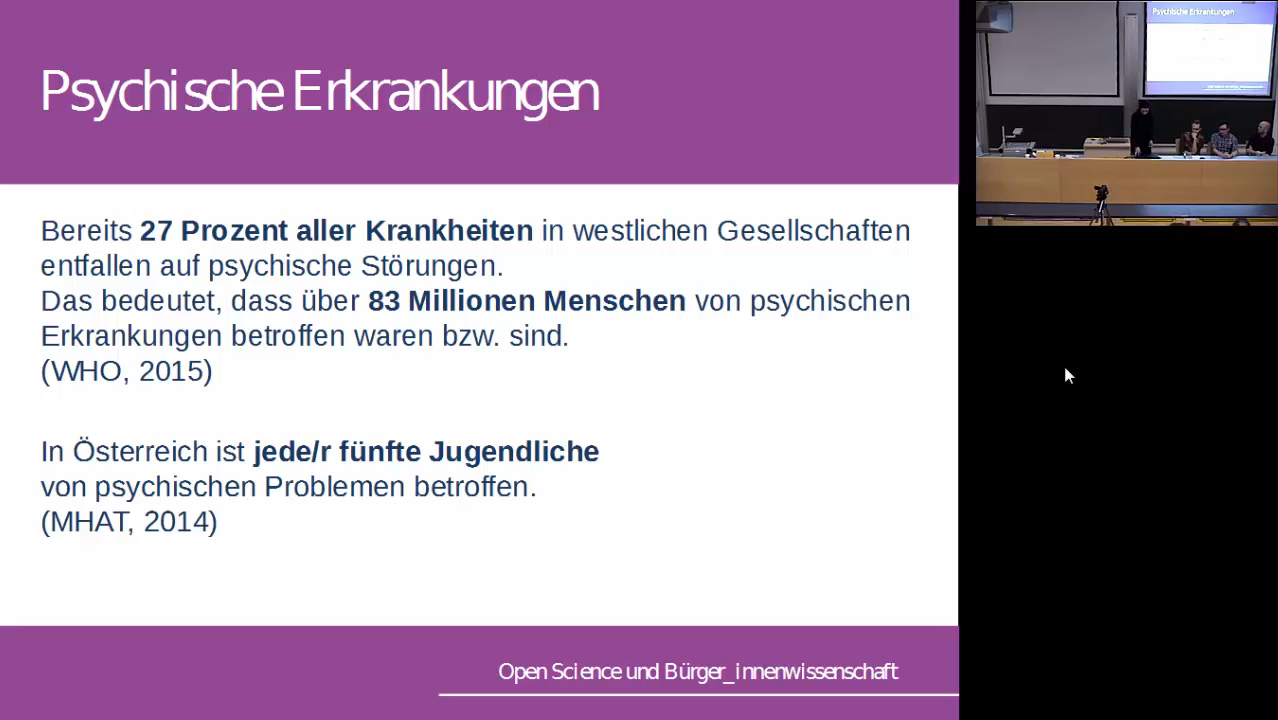 Psychische Erkrankungen
Bereits 27 Prozent aller Krankheiten in westlichen Gesellschaften
entfallen auf psychische Störungen.
Das bedeutet, dass über 83 Millionen Menschen von psychischen
Erkrankungen betroffen waren bzw. sind.
(WHO, 2015)
In Österreich ist jede/r fünfte Jugendliche
von psychischen Problemen betroffen.
(MHAT, 2014)
Open Science und Bürger_innenwissenschaft
Psychische Erkrankungen